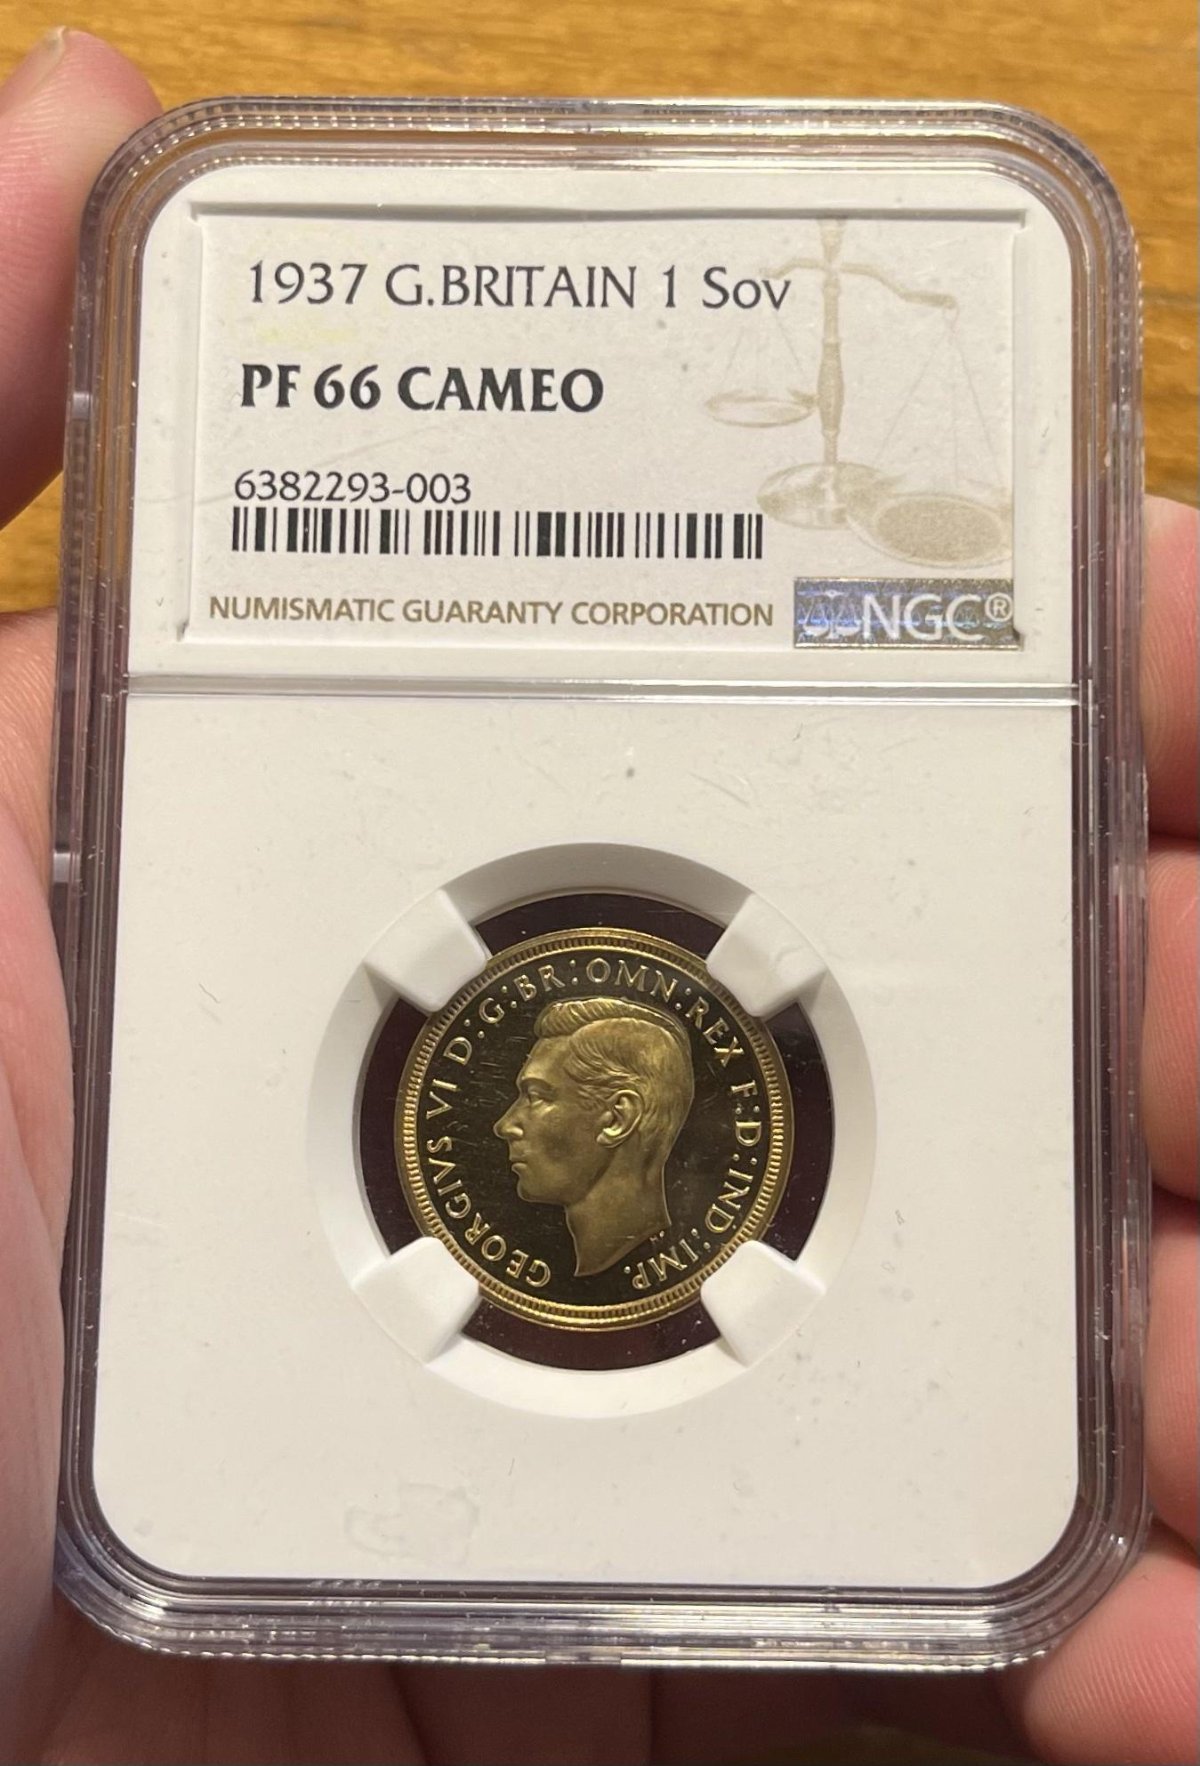 1937 G.BRITAIN 1 Sov
PF 66 CAMEO
6382293-003
NUMISMATIC GUARANTY CORPORATION
NGC®
GEORGIVS VI D:G:BR:OMN:REX F:D:IND:IMP.
HP